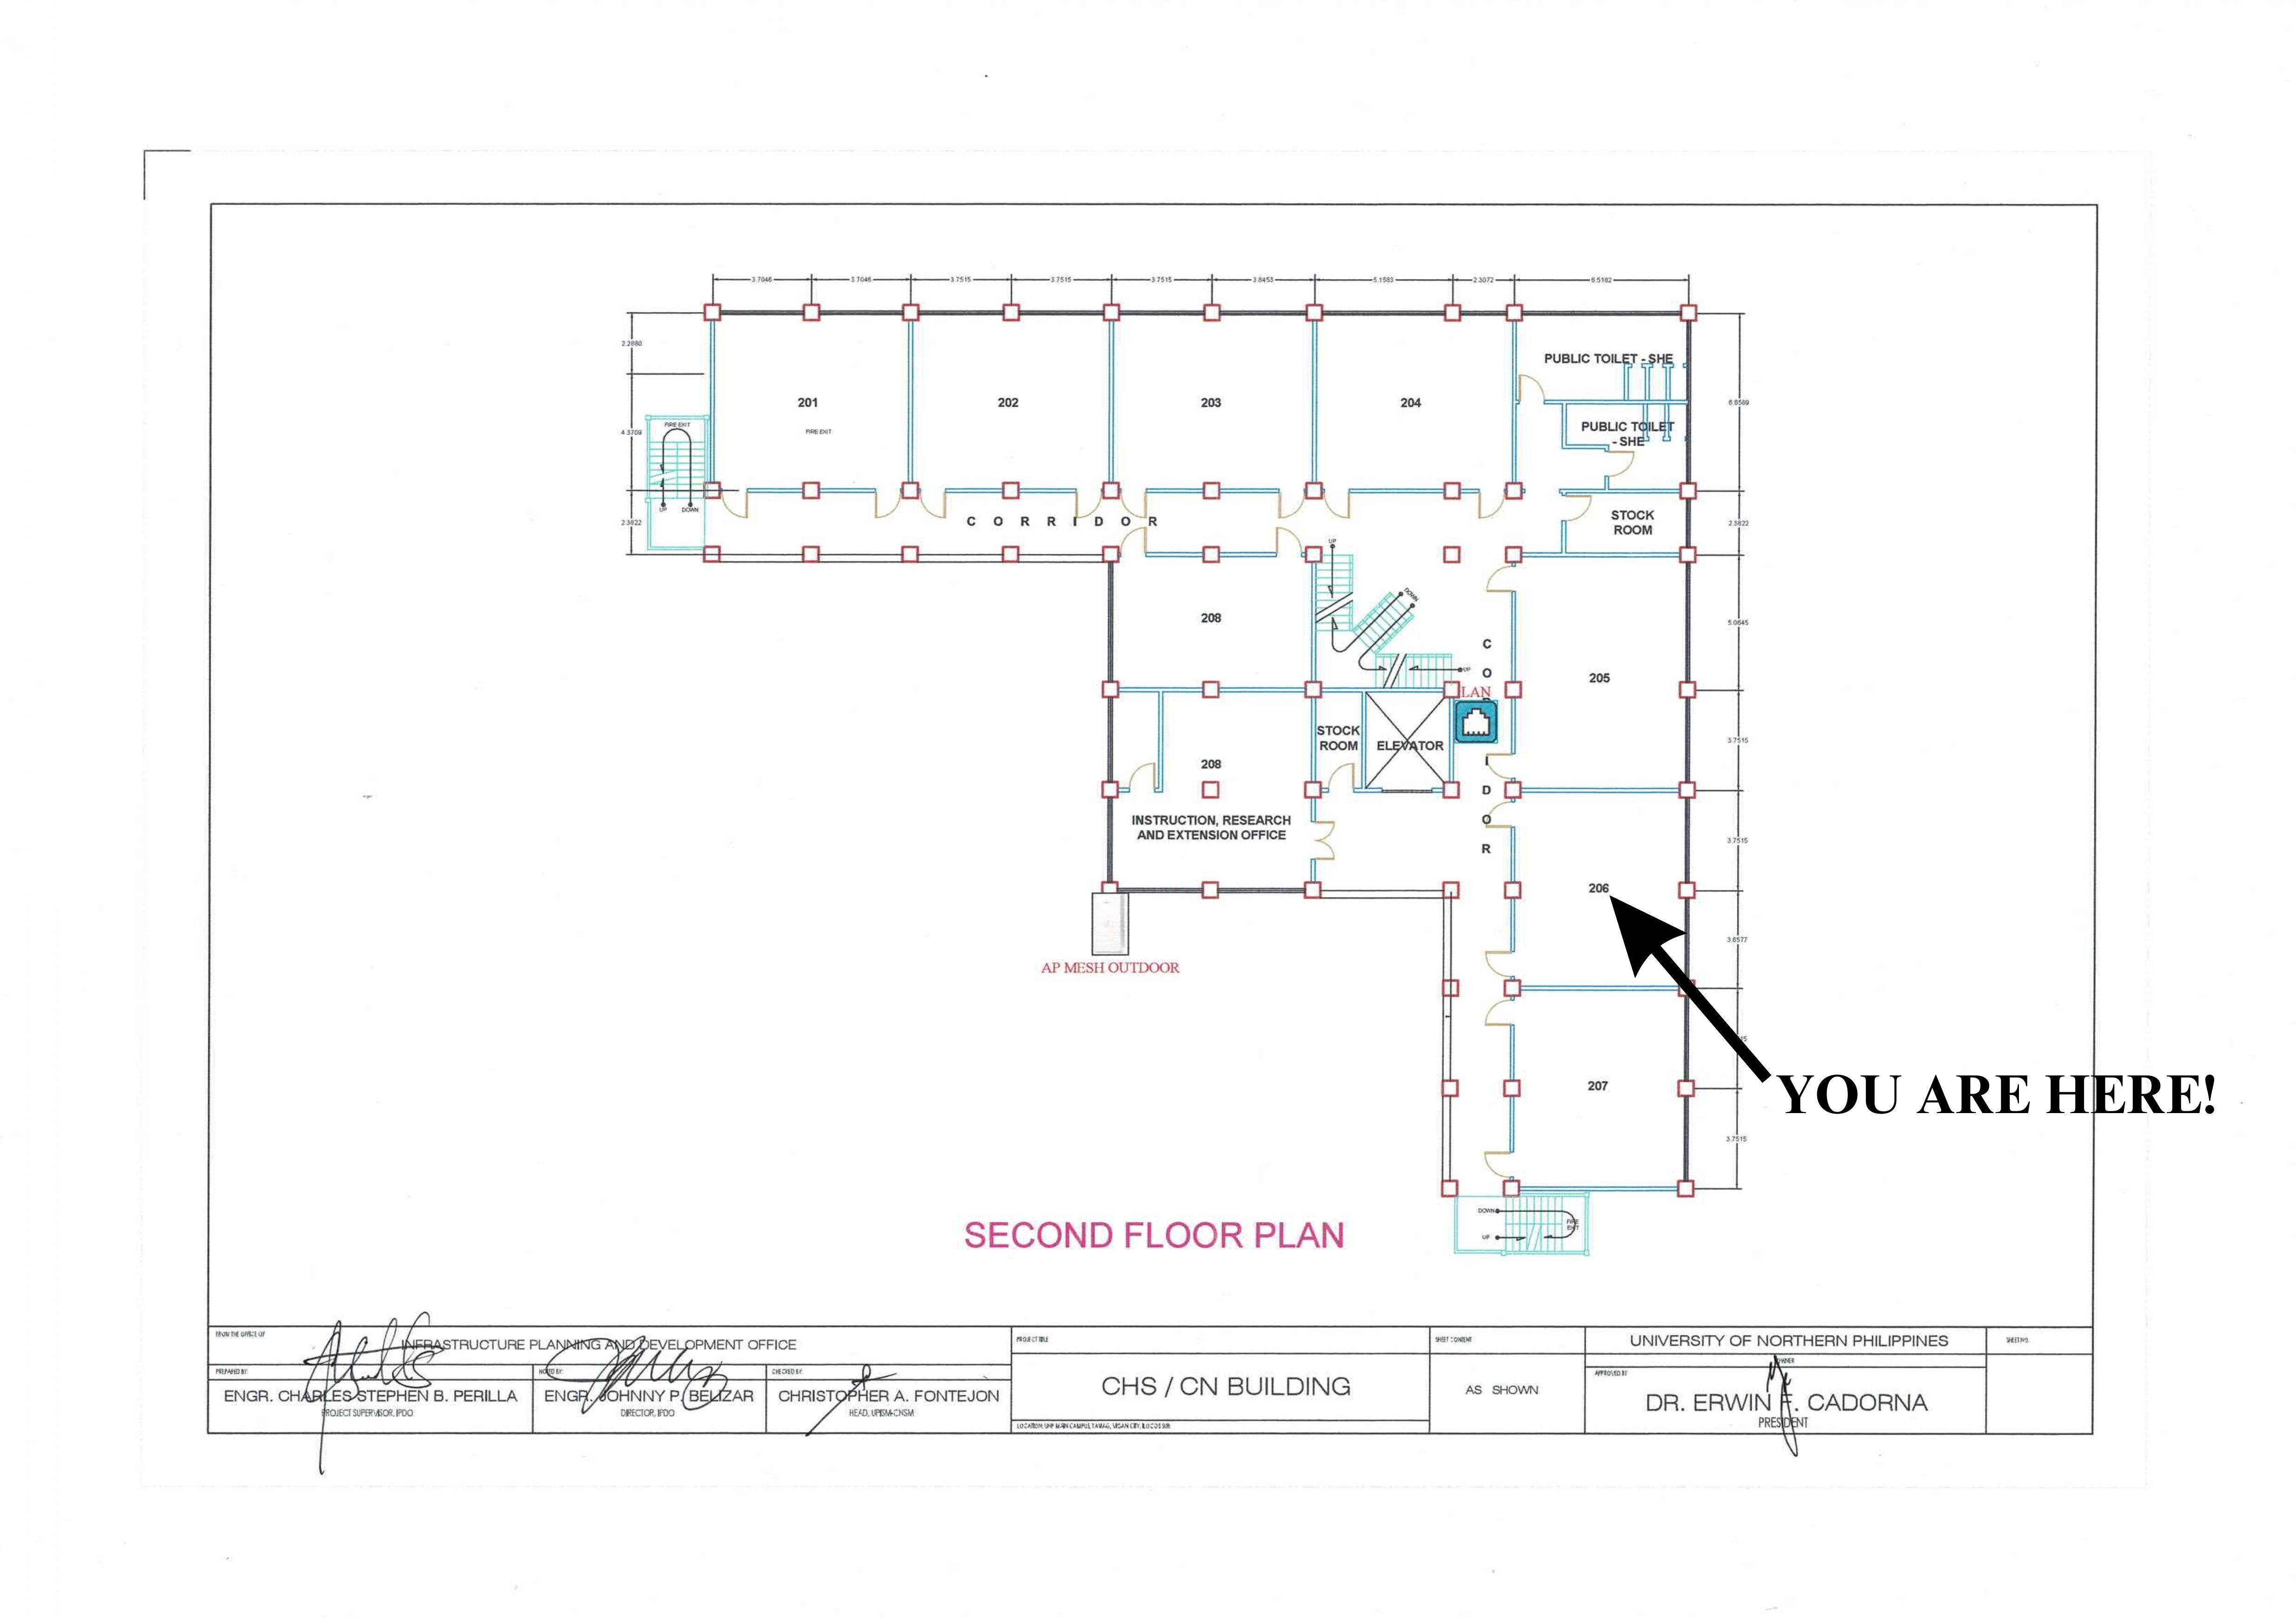 3.7046 3.7046 3.7515 3.7515 3.7515 3.8453 5.1583 2.3072 6.5182
2.2880
4.3709
2.3822
6.8589
2.3822
5.0645
3.7515
3.7515
3.6577
3.7515
PUBLIC TOILET - SHE
201
202
203
204
FIRE EXIT
FIRE EXIT
PUBLIC TOILET
- SHE
UP DOWN
STOCK
ROOM
C O R R I D O R
UP
DOWN
208
UP
C
O
I
D
O
R
205
LAN
STOCK
ROOM
ELEVATOR
208
INSTRUCTION, RESEARCH
AND EXTENSION OFFICE
206
AP MESH OUTDOOR
207
YOU ARE HERE!
DOWN
FIRE
EXIT
UP
SECOND FLOOR PLAN
FROM THE OFFICE OF
INFRASTRUCTURE PLANNING AND DEVELOPMENT OFFICE
PREPARED BY:
ENGR. CHARLES STEPHEN B. PERILLA
PROJECT SUPERVISOR, IPDO
NOTED BY:
ENGR. JOHNNY P. BELIZAR
DIRECTOR, IPDO
CHECKED BY:
CHRISTOPHER A. FONTEJON
HEAD, UPISM-CNSM
PROJECT TITLE
CHS / CN BUILDING
LOCATION: UNP MAIN CAMPUS, TAMAG, VIGAN CITY, ILOCOS SUR
SHEET CONTENT
AS SHOWN
UNIVERSITY OF NORTHERN PHILIPPINES
OWNER
APPROVED BY
DR. ERWIN F. CADORNA
PRESIDENT
SHEET NO.